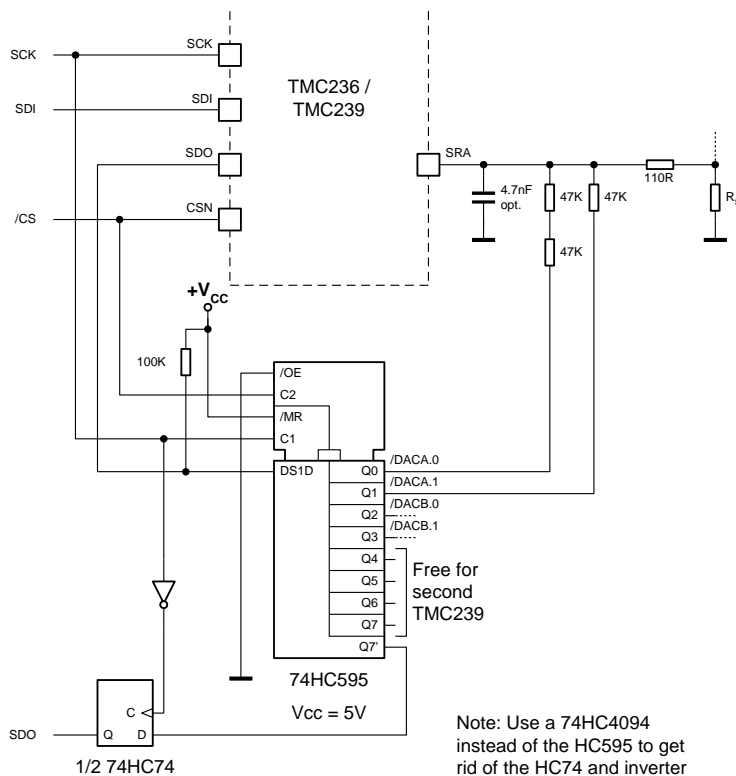 SCK
SCK
TMC236 /
TMC239
SDI
SDI
SDO
SRA
110R
4.7nF
opt.
47K
47K
/CS
CSN
47K
+VCC
100K
/OE
C2
/MR
C1
DS1D
Q0
/DACA.0
Q1
/DACA.1
Q2
/DACB.0
Q3
/DACB.1
Q4
Q5
Q6
Q7
Free for
second
TMC239
Q7'
74HC595
Vcc = 5V
C
SDO
Q
D
1/2 74HC74
Note: Use a 74HC4094
instead of the HC595 to get
rid of the HC74 and inverter